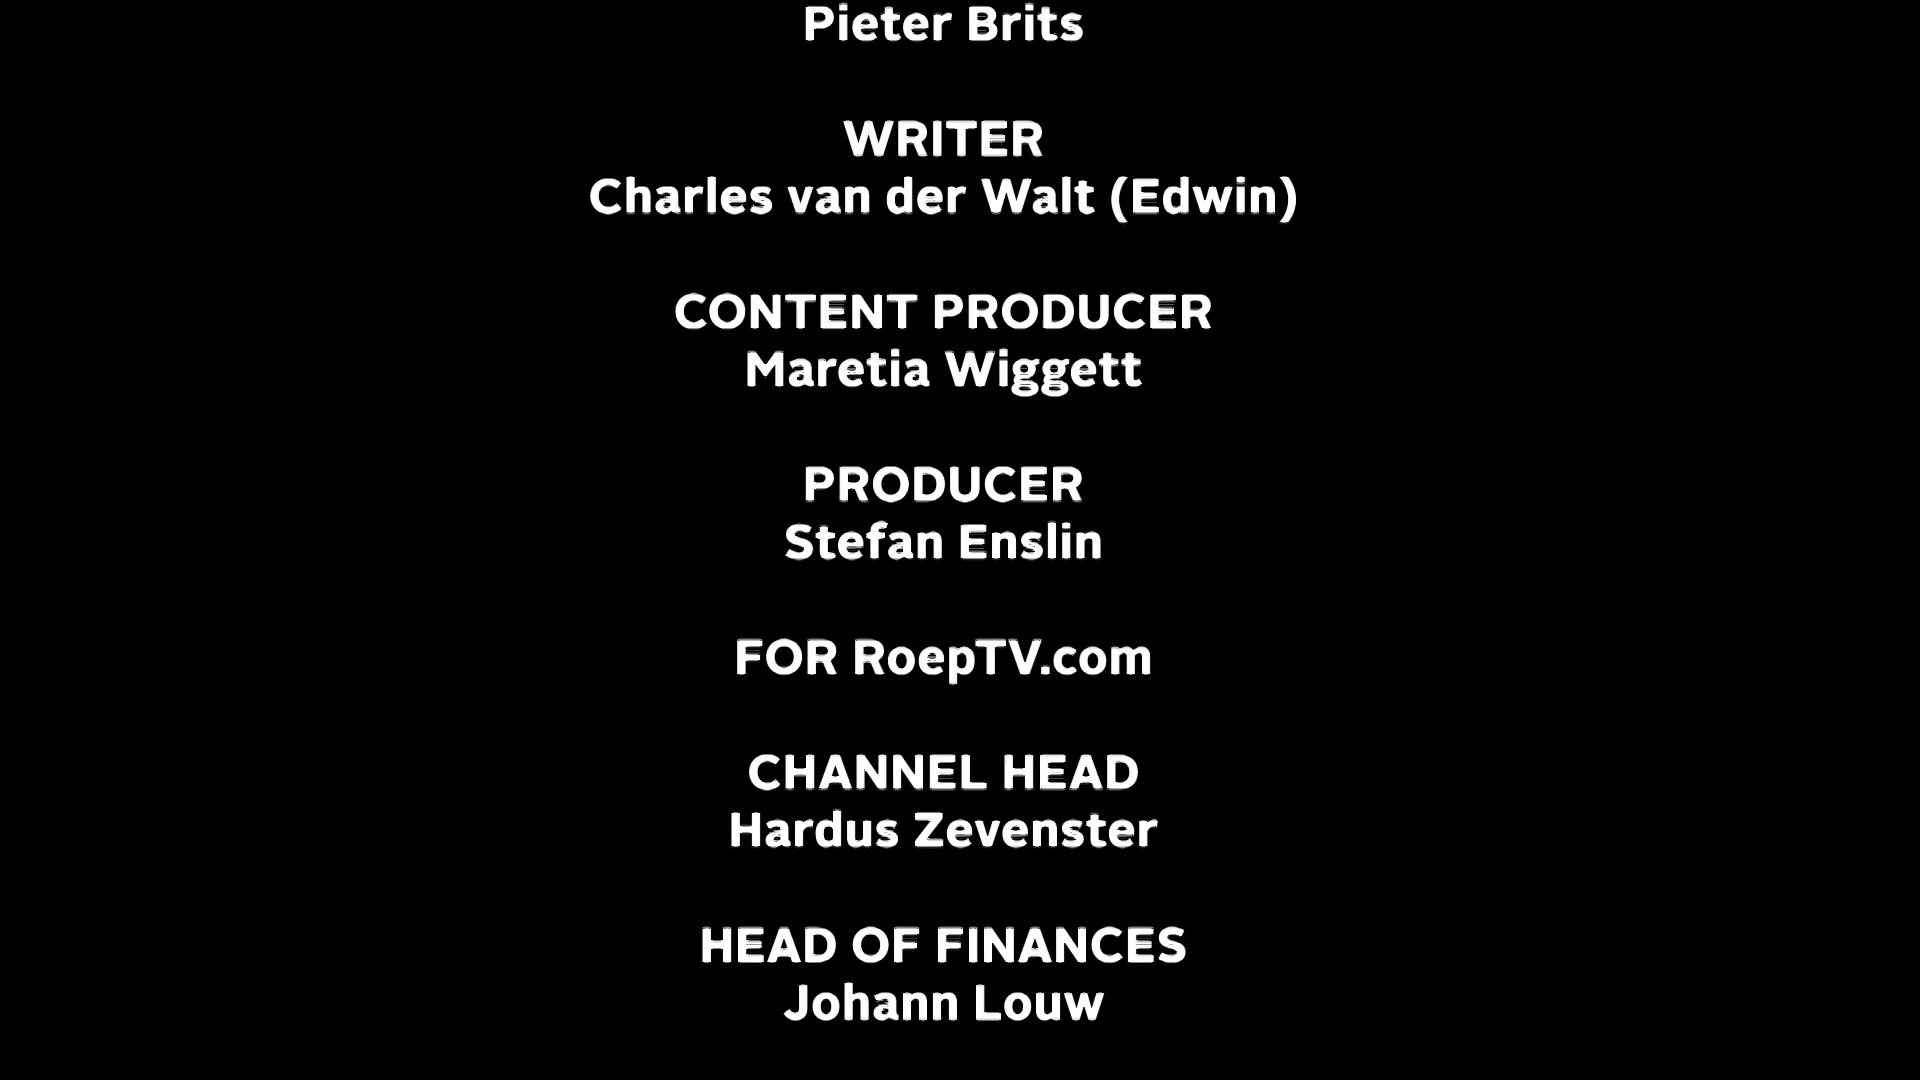 Pieter Brits
WRITER
Charles van der Walt (Edwin)
CONTENT PRODUCER
Maretia Wiggett
PRODUCER
Stefan Enslin
FOR RoepTV.com
CHANNEL HEAD
Hardus Zevenster
HEAD OF FINANCES
Johann Louw